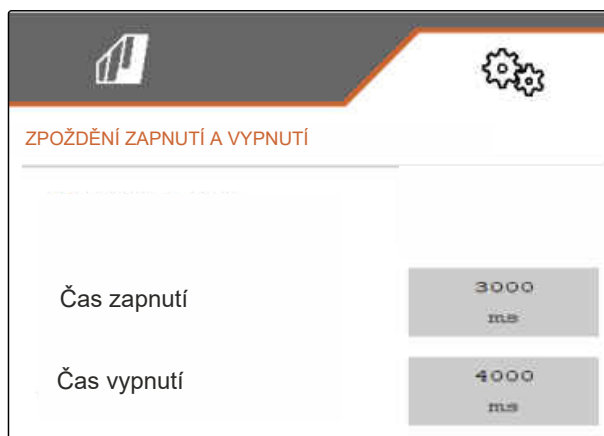 ZPOŽDĚNÍ ZAPNUTÍ A VYPNUTÍ
Čas zapnutí
3000
ms
Čas vypnutí
4000
ms